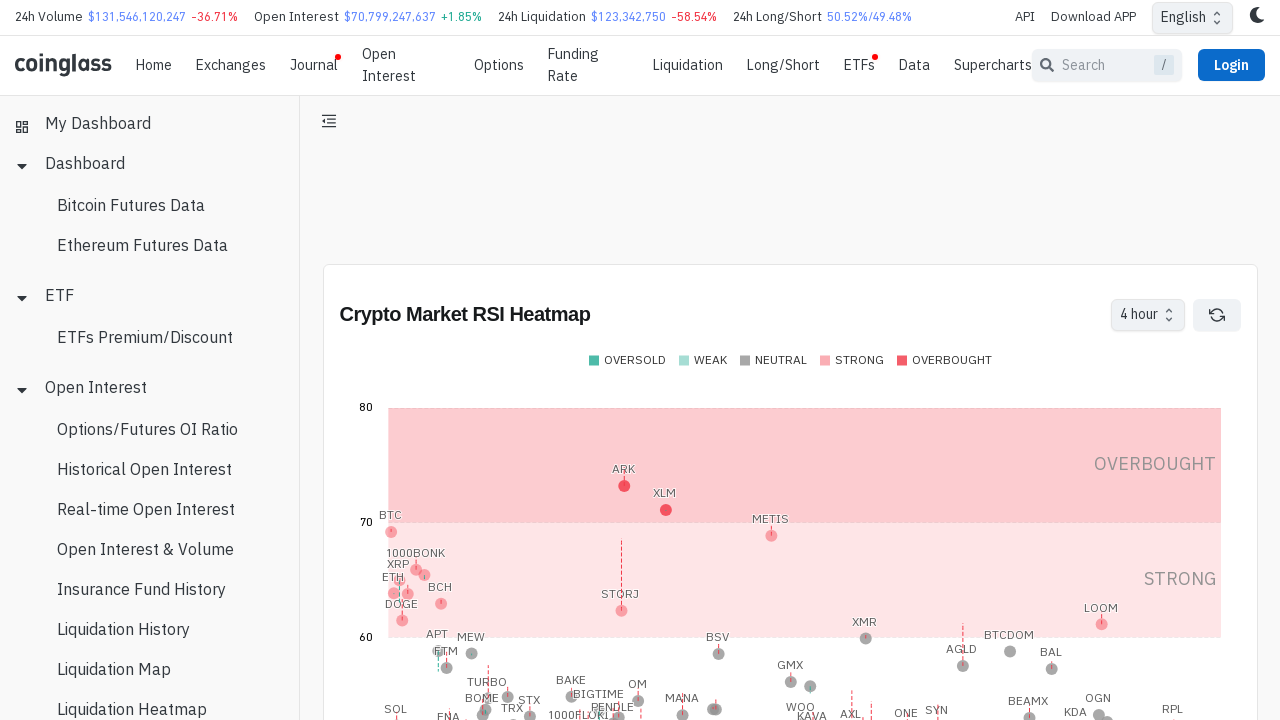 24h Volume $131,546,120,247 -36.71% Open Interest $70,799,247,637 +1.85% 24h Liquidation $123,342,750 -58.54% 24h Long/Short 50.52%/49.48% API Download APP English
coinglass Home Exchanges Journal Open Interest Options Funding Rate Liquidation Long/Short ETFs Data Supercharts Search / Login
My Dashboard
Dashboard
Bitcoin Futures Data
Ethereum Futures Data
ETF
ETFs Premium/Discount
Open Interest
Options/Futures OI Ratio
Historical Open Interest
Real-time Open Interest
Open Interest & Volume
Insurance Fund History
Liquidation History
Liquidation Map
Liquidation Heatmap
Crypto Market RSI Heatmap
4 hour
OVERSOLD WEAK NEUTRAL STRONG OVERBOUGHT
80
OVERBOUGHT
ARK
XLM
BTC
METIS
70
1000BONK
XRP
ETH
STRONG
BCH
STORJ
DOGE
LOOM
XMR
APT
MEW
BSV
BTCDOM
60
FTM
AGLD
BAL
GMX
TURBO
BAKE
OM
BOME
BIGTIME
MANA
OGN
STX
BEAMX
SOL
TRX
PENDLE
WOO
RPL
ENA
KAVA
AXL
ONE
SYN
KDA